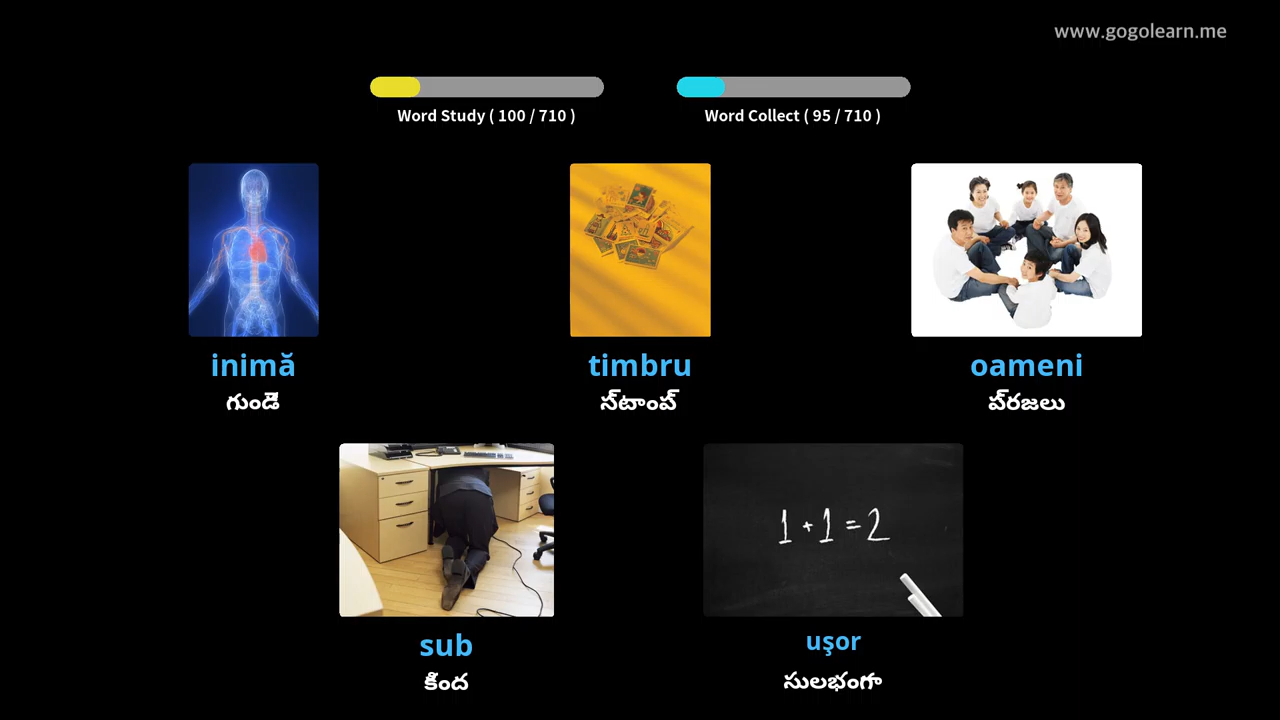 www.gogolearn.me
Word Study ( 100 / 710 )
Word Collect ( 95 / 710 )
inimă
timbru
oameni
గుండె
స్టాంప్
ప్రజలు
1 + 1 = 2
sub
uşor
కింద
సులభంగా